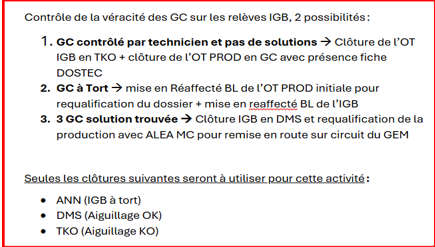 Contrôle de la véracité des GC sur les relèves IGB, 2 possibilités :
1. GC contrôlé par technicien et pas de solutions → Clôture de l'OT
IGB en TKO + clôture de l'OT PROD en GC avec présence fiche
DOSTEC
2. GC à Tort → mise en Réaffecté BL de l'OT PROD initiale pour
requalification du dossier + mise en reaffecté BL de l'IGB
3. 3 GC solution trouvée → Clôture IGB en DMS et requalification de la
production avec ALEA MC pour remise en route sur circuit du GEM
Seules les clôtures suivantes seront à utiliser pour cette activité :
• ANN (IGB à tort)
• DMS (Aiguillage OK)
• TKO (Aiguillage KO)